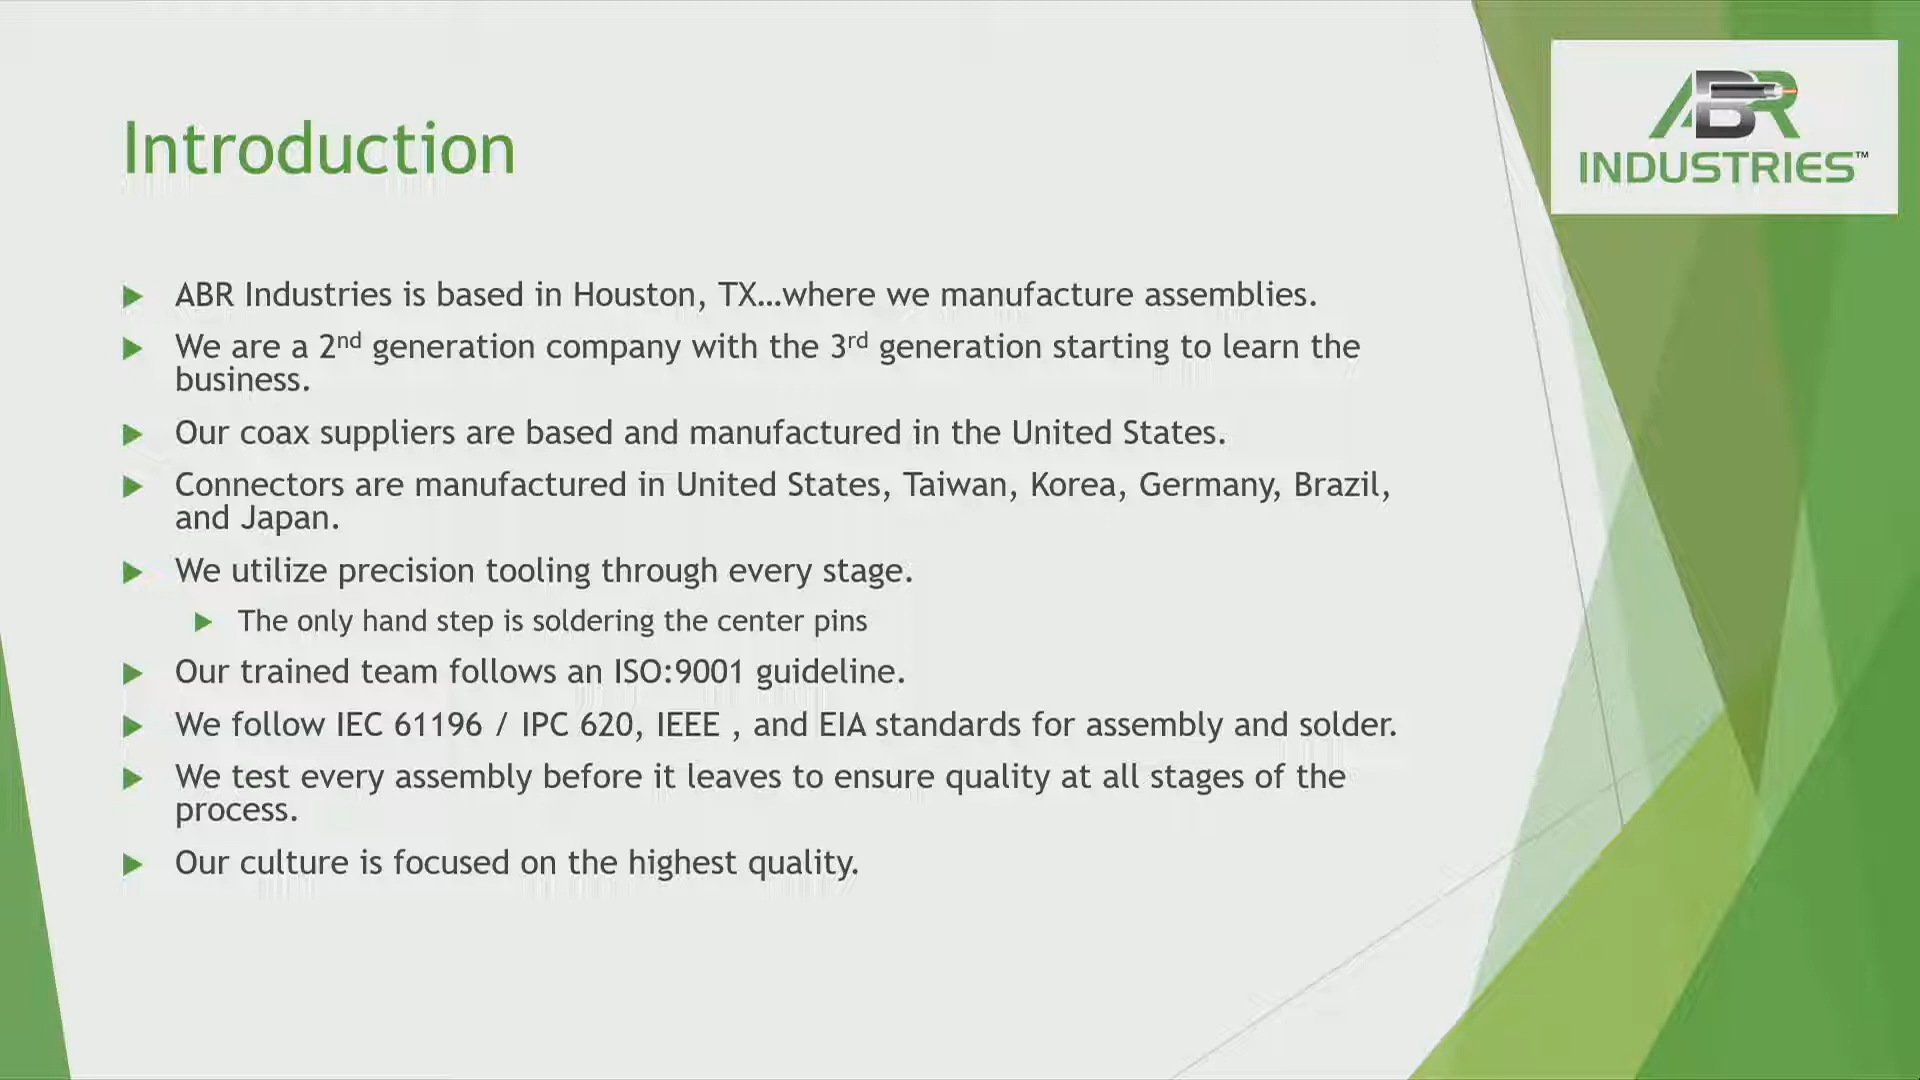 ABR
INDUSTRIES™
Introduction
ABR Industries is based in Houston, TX…where we manufacture assemblies.
We are a 2nd generation company with the 3rd generation starting to learn the
business.
Our coax suppliers are based and manufactured in the United States.
Connectors are manufactured in United States, Taiwan, Korea, Germany, Brazil,
and Japan.
We utilize precision tooling through every stage.
The only hand step is soldering the center pins
Our trained team follows an ISO:9001 guideline.
We follow IEC 61196 / IPC 620, IEEE , and EIA standards for assembly and solder.
We test every assembly before it leaves to ensure quality at all stages of the
process.
Our culture is focused on the highest quality.